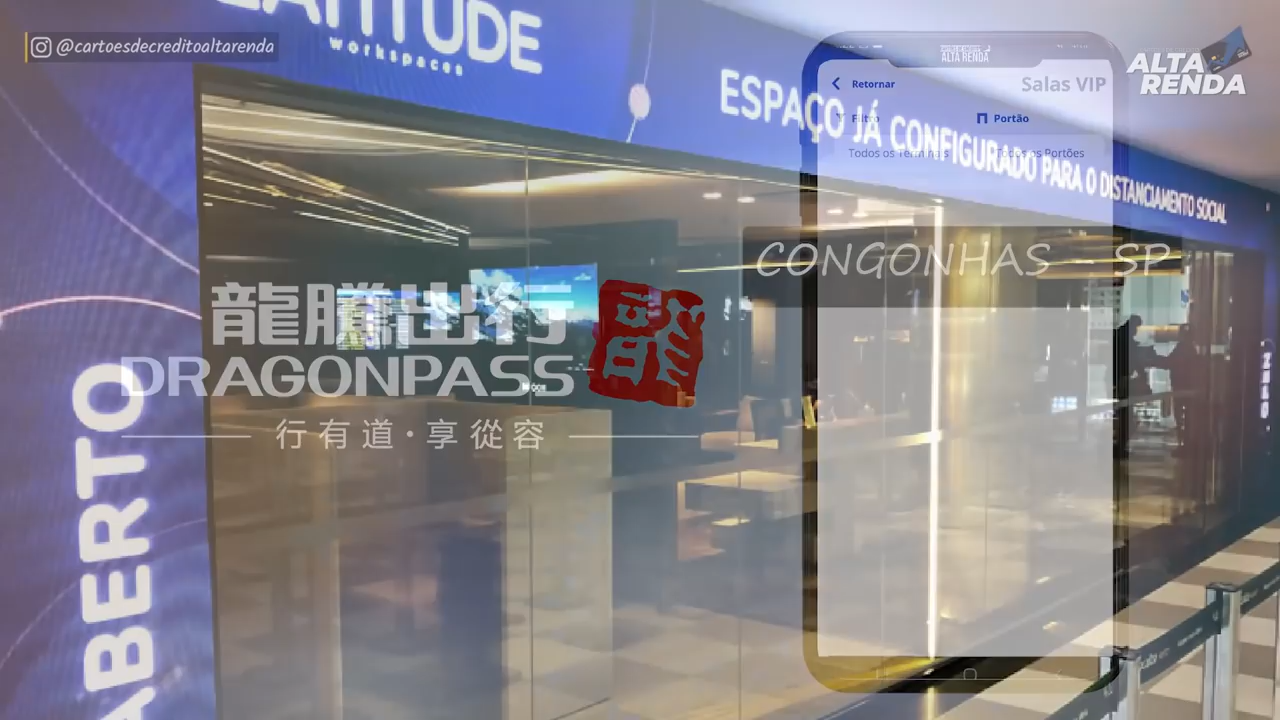 @cartoesdecreditoaltarenda
LATITUDE
workspaces
ESPAÇO JÁ CONFIGURADO PARA O DISTANCIAMENTO SOCIAL
ALTA
RENDA
ALTA RENDA
Retornar
Salas VIP
Filtro
Portão
Todos os Terminais
Todos os Portões
CONGONHAS SP
龍騰出行
DRAGONPASS
行有道·享從容
ABERTO